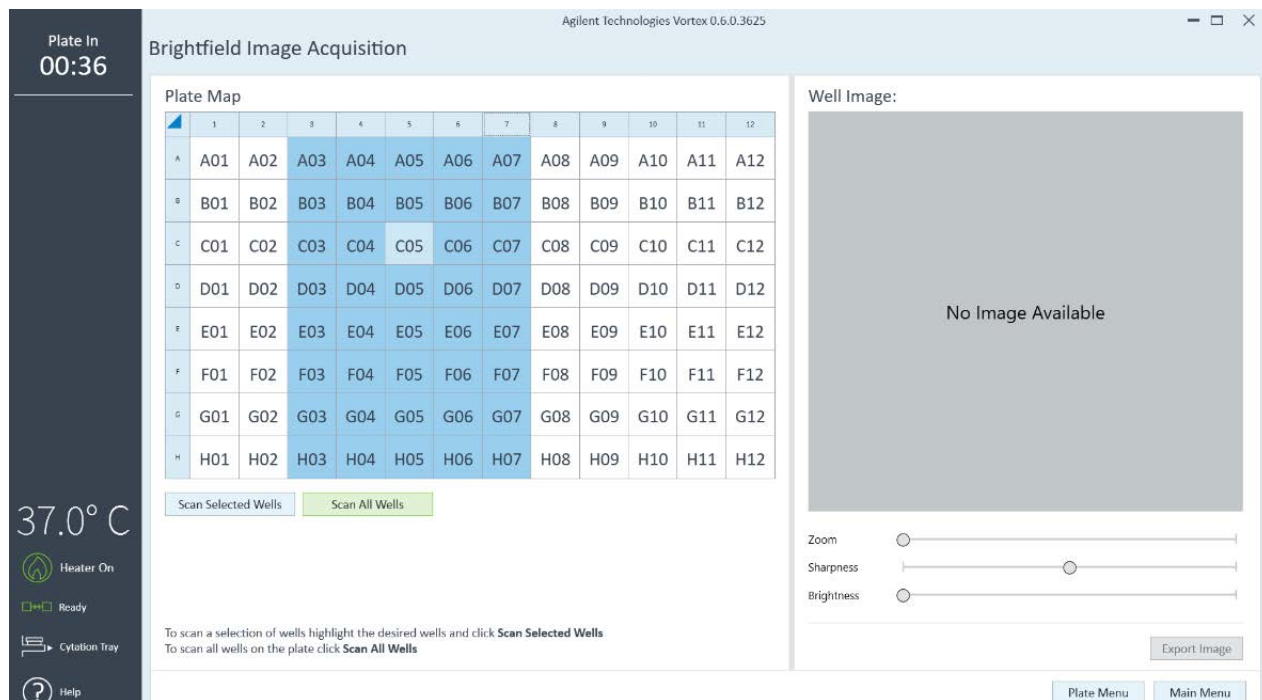 Agilent Technologies Vortex 0.6.0.3625
Plate In
00:36
Brightfield Image Acquisition
Plate Map
1 2 3 4 5 6 7 8 9 10 11 12
A A01 A02 A03 A04 A05 A06 A07 A08 A09 A10 A11 A12
B B01 B02 B03 B04 B05 B06 B07 B08 B09 B10 B11 B12
C C01 C02 C03 C04 C05 C06 C07 C08 C09 C10 C11 C12
D D01 D02 D03 D04 D05 D06 D07 D08 D09 D10 D11 D12
E E01 E02 E03 E04 E05 E06 E07 E08 E09 E10 E11 E12
F F01 F02 F03 F04 F05 F06 F07 F08 F09 F10 F11 F12
G G01 G02 G03 G04 G05 G06 G07 G08 G09 G10 G11 G12
H H01 H02 H03 H04 H05 H06 H07 H08 H09 H10 H11 H12
Scan Selected Wells Scan All Wells
To scan a selection of wells highlight the desired wells and click Scan Selected Wells
To scan all wells on the plate click Scan All Wells
Well Image:
No Image Available
Zoom
Sharpness
Brightness
Export Image
Plate Menu Main Menu
37.0° C
Heater On
Ready
Cytation Tray
? Help